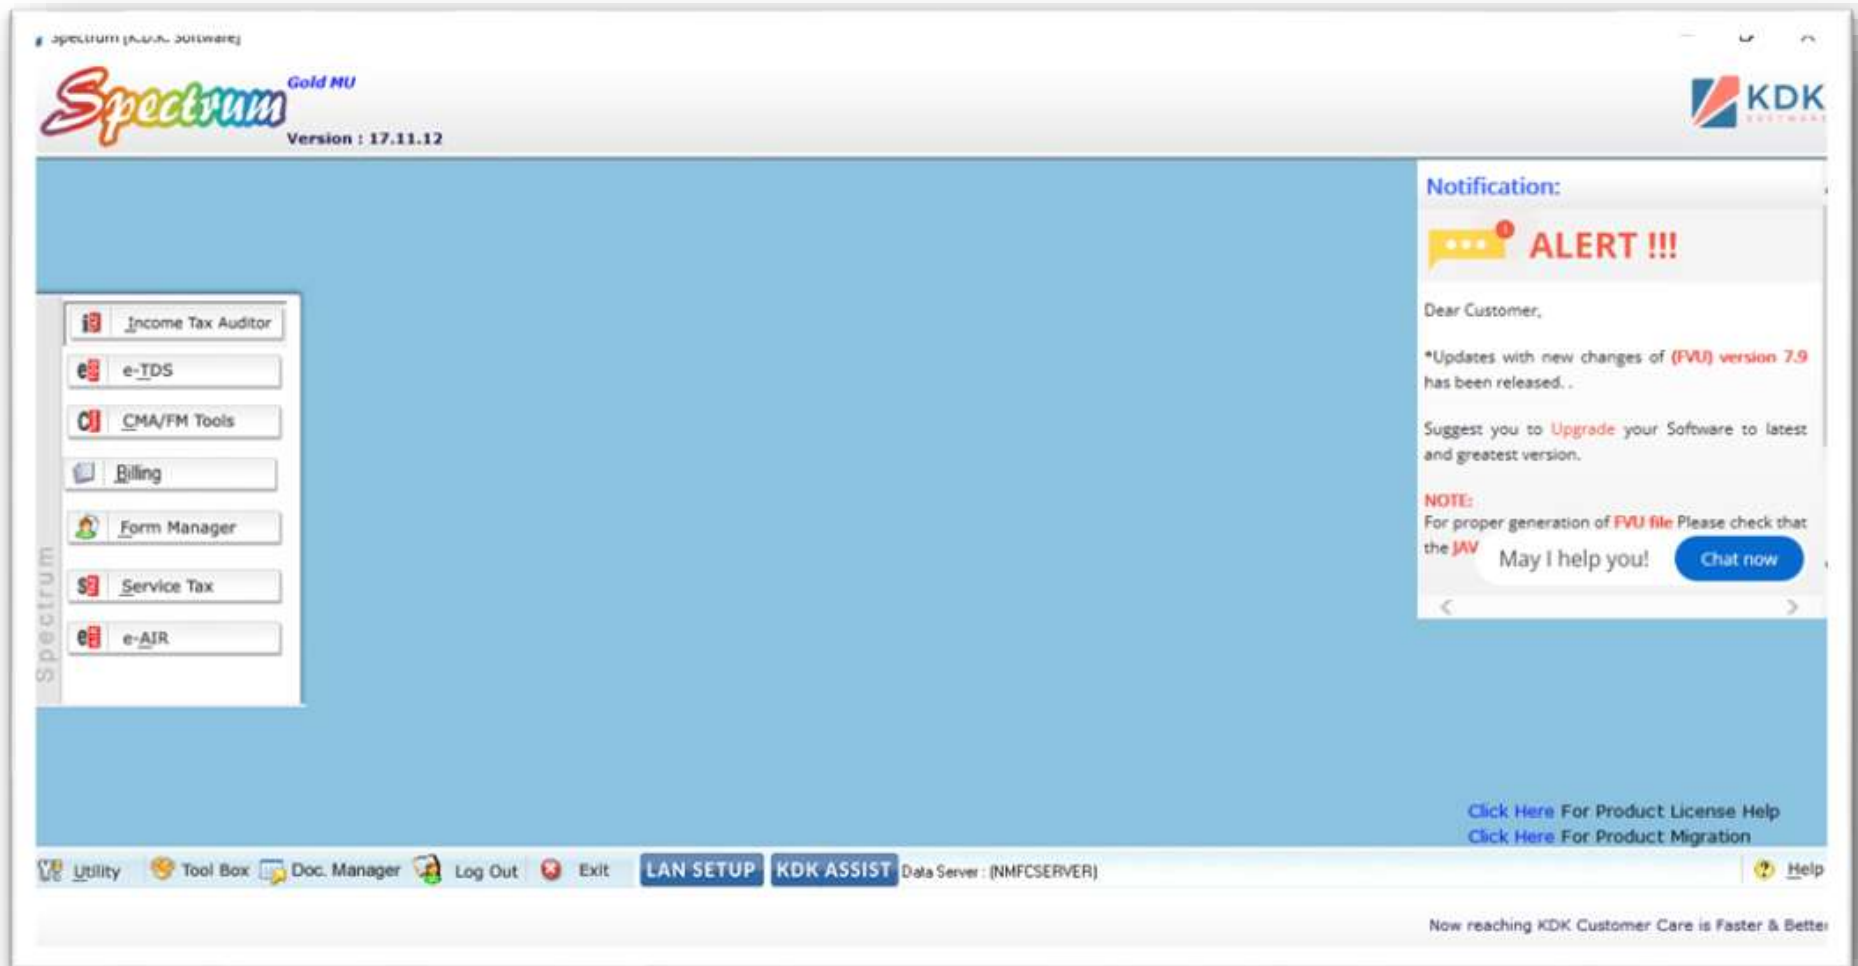 Spectrum [K.D.K. Software]
Spectrum
Gold MU
Version : 17.11.12
KDK
SOFTWARE
Notification:
ALERT !!!
Dear Customer,
*Updates with new changes of (FVU) version 7.9
has been released. .
Suggest you to Upgrade your Software to latest
and greatest version.
NOTE:
For proper generation of FVU file Please check that
the JAV
May I help you!
Chat now
Income Tax Auditor
e-TDS
CMA/FM Tools
Billing
Form Manager
Service Tax
e-AIR
Spectrum
Click Here For Product License Help
Click Here For Product Migration
Utility Tool Box Doc. Manager Log Out Exit LAN SETUP KDK ASSIST Data Server : (NMFCSERVER) Help
Now reaching KDK Customer Care is Faster & Better